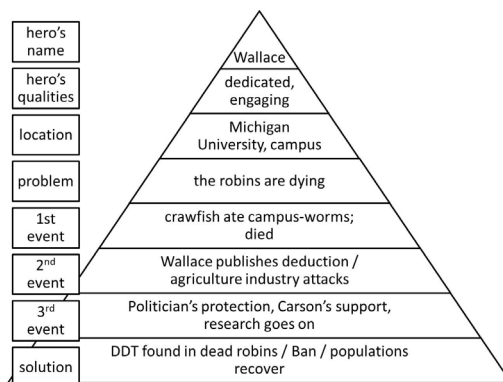 hero's
name
Wallace
hero's
qualities
dedicated,
engaging
location
Michigan
University, campus
problem
the robins are dying
1st
event
crawfish ate campus-worms;
died
2nd
event
Wallace publishes deduction /
agriculture industry attacks
3rd
event
Politician's protection, Carson's support,
research goes on
solution
DDT found in dead robins / Ban / populations
recover